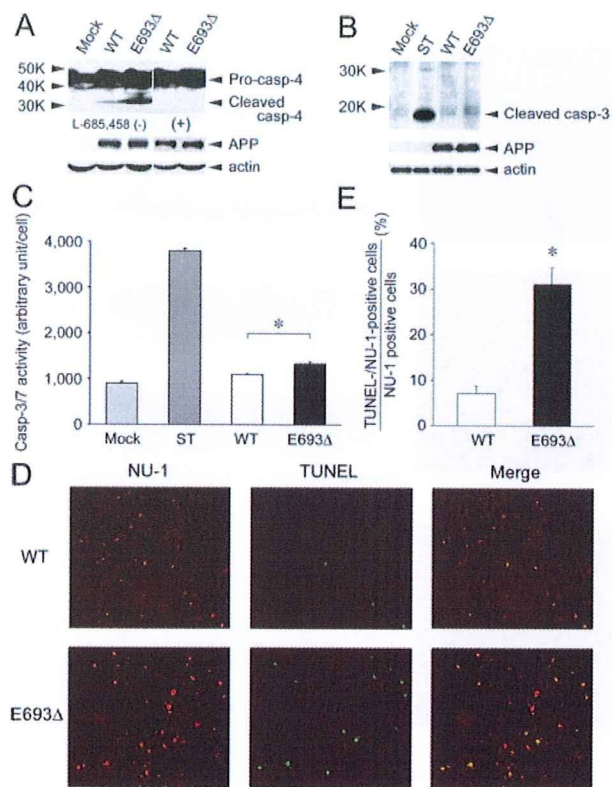 A
Mock WT E693Δ WT E693Δ
50K
40K
30K
Pro-casp-4
Cleaved
casp-4
L-685,458 (-) (+)
APP
actin
B
Mock ST WT E693Δ
30K
20K
Cleaved casp-3
APP
actin
C
Casp-3/7 activity (arbitrary unit/cell)
4,000
3,000
2,000
1,000
0
*
Mock ST WT E693Δ
E
TUNEL-/NU-1-positive cells (%)
NU-1 positive cells
40
30
20
10
0
*
WT E693Δ
D
NU-1 TUNEL Merge
WT
E693Δ